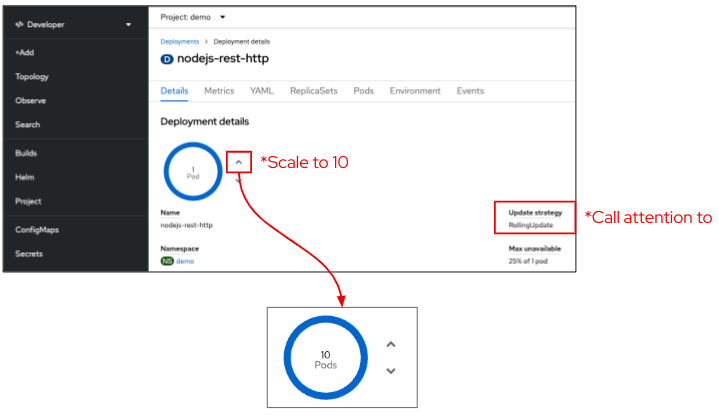 </> Developer
Project: demo
+Add
Topology
Observe
Search
Builds
Helm
Project
ConfigMaps
Secrets
Deployments > Deployment details
D nodejs-rest-http
Details Metrics YAML ReplicaSets Pods Environment Events
Deployment details
1
Pod
*Scale to 10
Name
nodejs-rest-http
Update strategy
RollingUpdate
*Call attention to
Namespace
NS demo
Max unavailable
25% of 1 pod
10
Pods